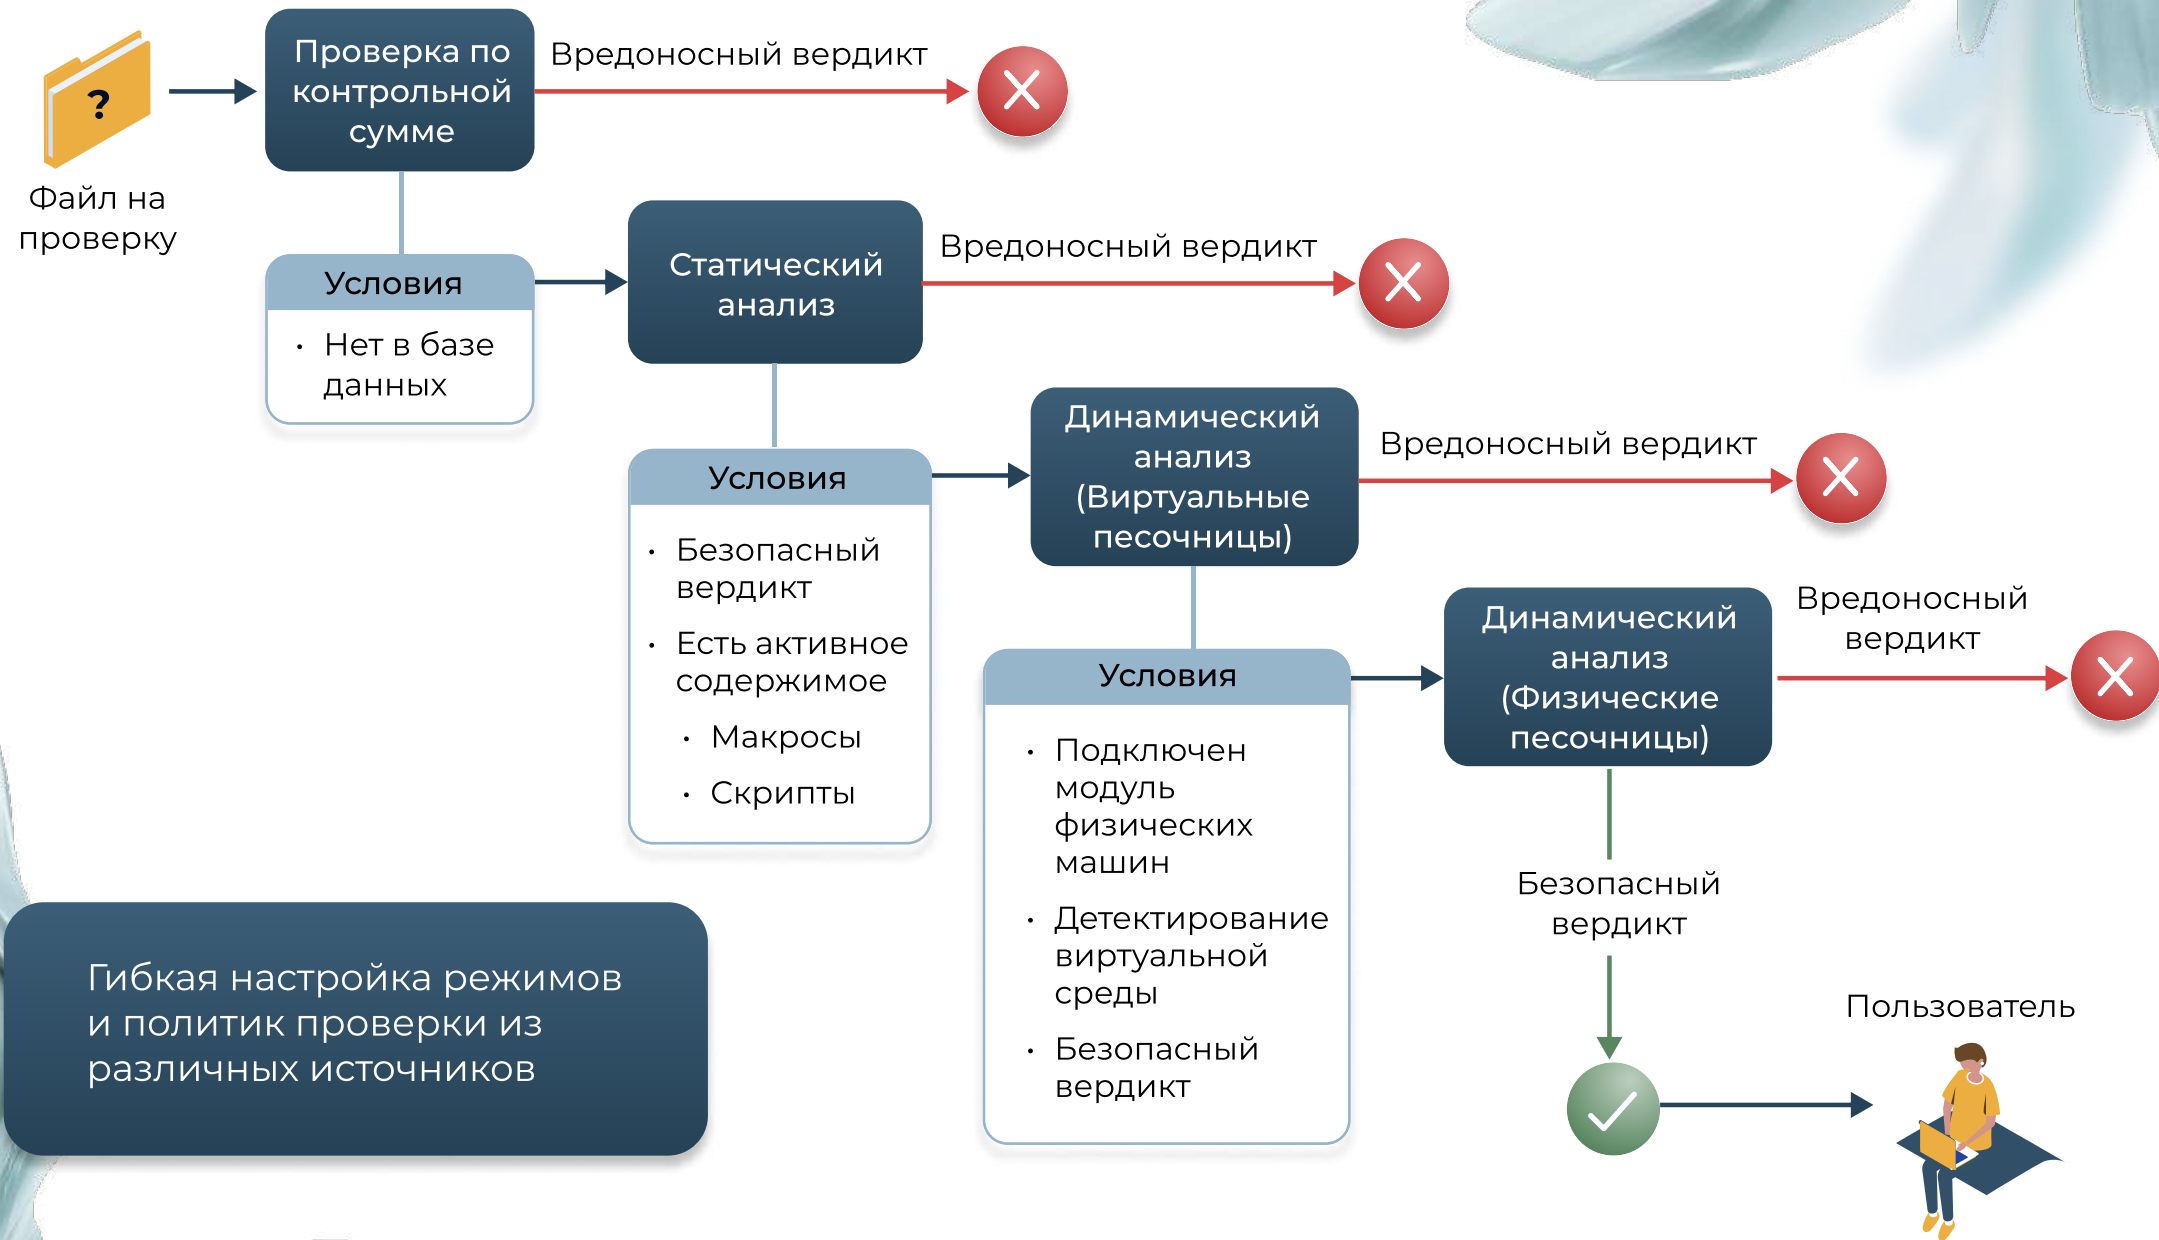 ?
Файл на
проверку
Проверка по
контрольной
сумме
Вредоносный вердикт
Условия
• Нет в базе
данных
Статический
анализ
Вредоносный вердикт
Условия
• Безопасный
вердикт
• Есть активное
содержимое
• Макросы
• Скрипты
Динамический
анализ
(Виртуальные
песочницы)
Вредоносный вердикт
Условия
• Подключен
модуль
физических
машин
• Детектирование
виртуальной
среды
• Безопасный
вердикт
Динамический
анализ
(Физические
песочницы)
Вредоносный
вердикт
Безопасный
вердикт
Пользователь
Гибкая настройка режимов
и политик проверки из
различных источников